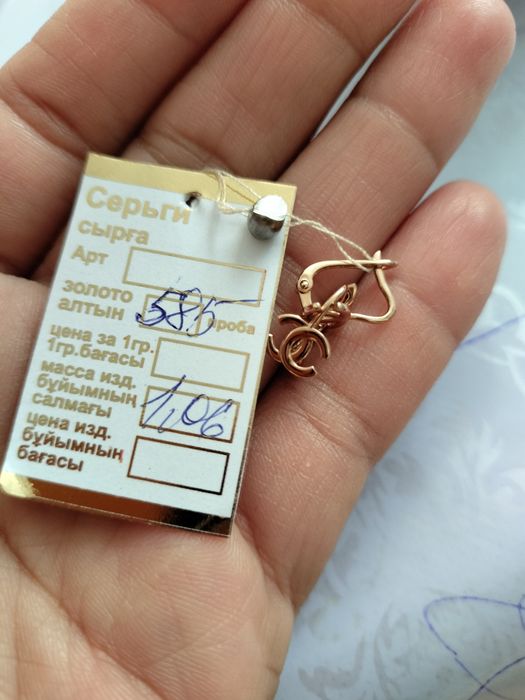 Серьги
сырға
Арт
золото
алтын 585 проба
цена за 1гр.
1гр.бағасы
масса изд.
бұйымның 1,06
салмағы
цена изд.
бұйымның
бағасы